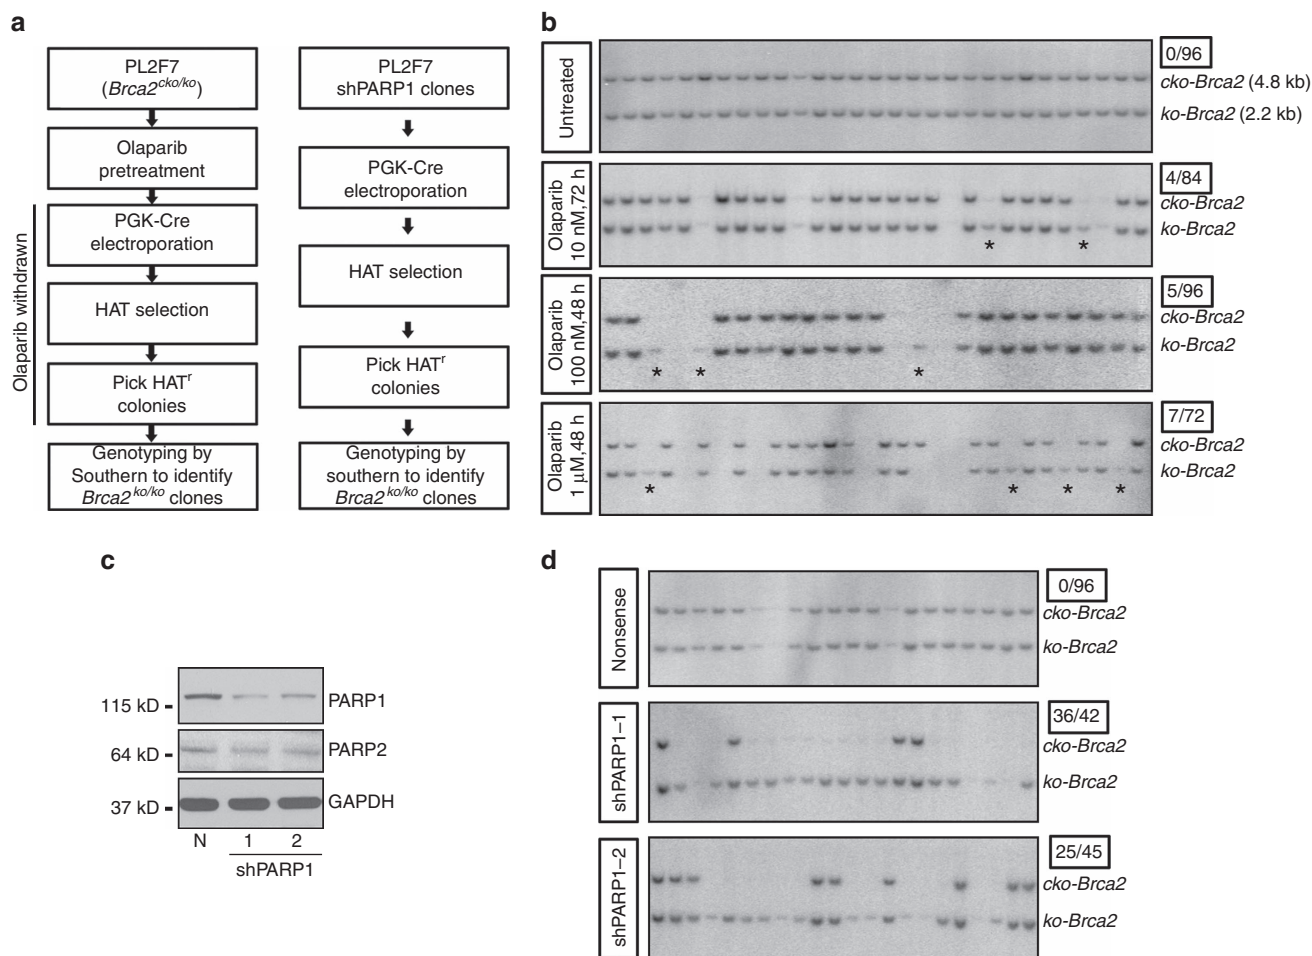 a
PL2F7
(Brca2cko/ko)
Olaparib
pretreatment
PGK-Cre
electroporation
HAT selection
Pick HATr
colonies
Genotyping by
Southern to identify
Brca2ko/ko clones
Olaparib withdrawn
PL2F7
shPARP1 clones
PGK-Cre
electroporation
HAT selection
Pick HATr
colonies
Genotyping by
southern to identify
Brca2ko/ko clones
b
Untreated
0/96
cko-Brca2 (4.8 kb)
ko-Brca2 (2.2 kb)
Olaparib
10 nM,72 h
4/84
cko-Brca2
ko-Brca2
* *
Olaparib
100 nM,48 h
5/96
cko-Brca2
ko-Brca2
* * *
Olaparib
1 µM,48 h
7/72
cko-Brca2
ko-Brca2
* * * *
c
115 kD
PARP1
64 kD
PARP2
37 kD
GAPDH
N 1 2
shPARP1
d
Nonsense
0/96
cko-Brca2
ko-Brca2
shPARP1–1
36/42
cko-Brca2
ko-Brca2
shPARP1–2
25/45
cko-Brca2
ko-Brca2